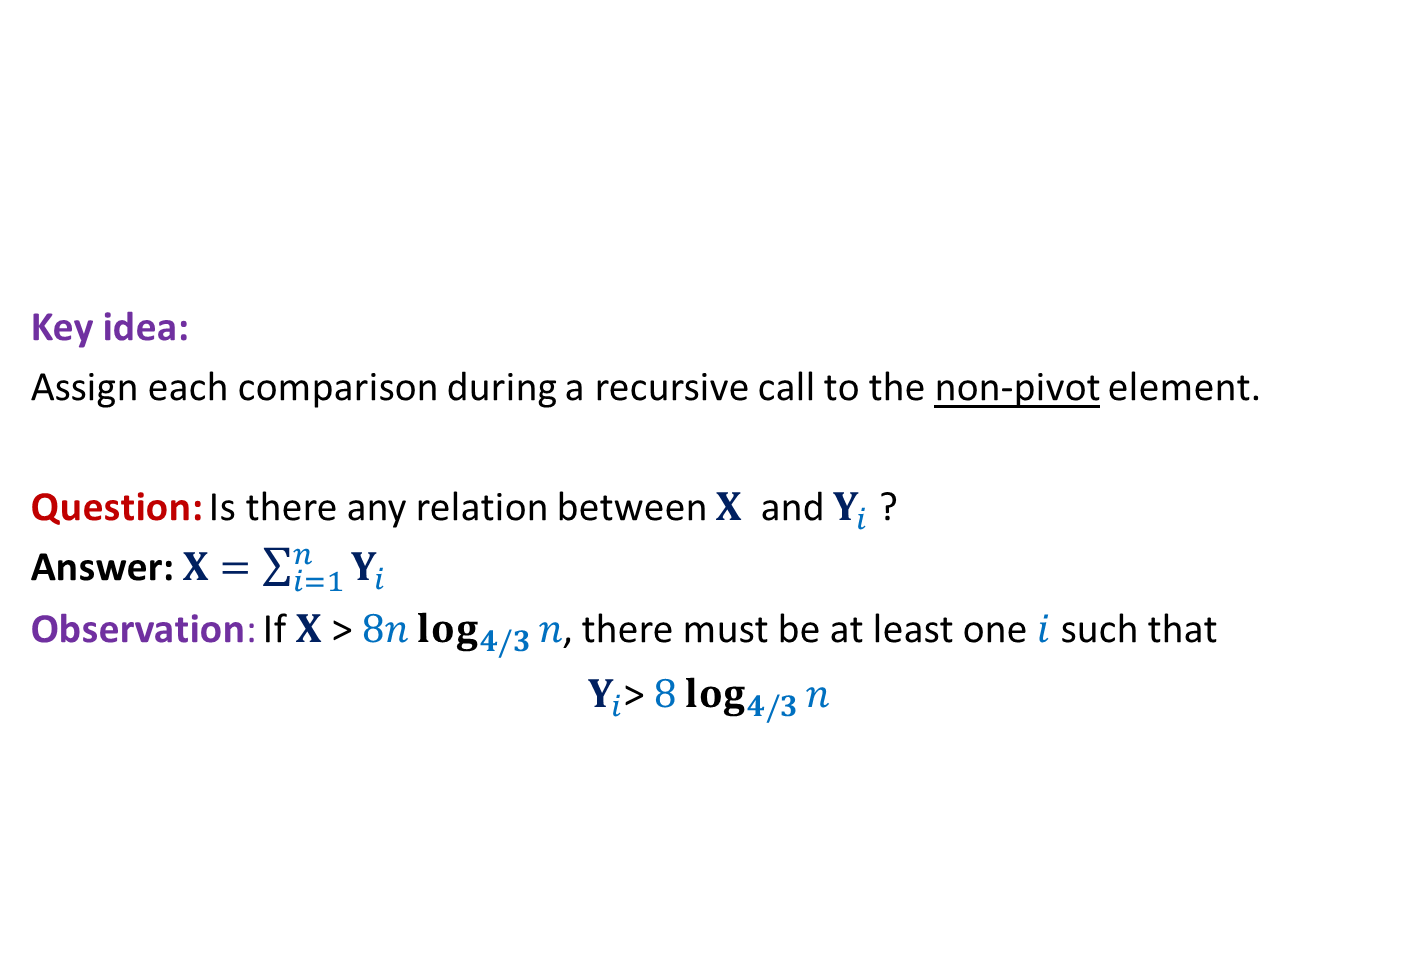 Key idea:
Assign each comparison during a recursive call to the non-pivot element.
Question: Is there any relation between X and Yᵢ ?
Answer: X = ∑ⁿᵢ₌₁ Yᵢ
Observation: If X > 8n log₄/₃ n, there must be at least one i such that
Yᵢ> 8 log₄/₃ n